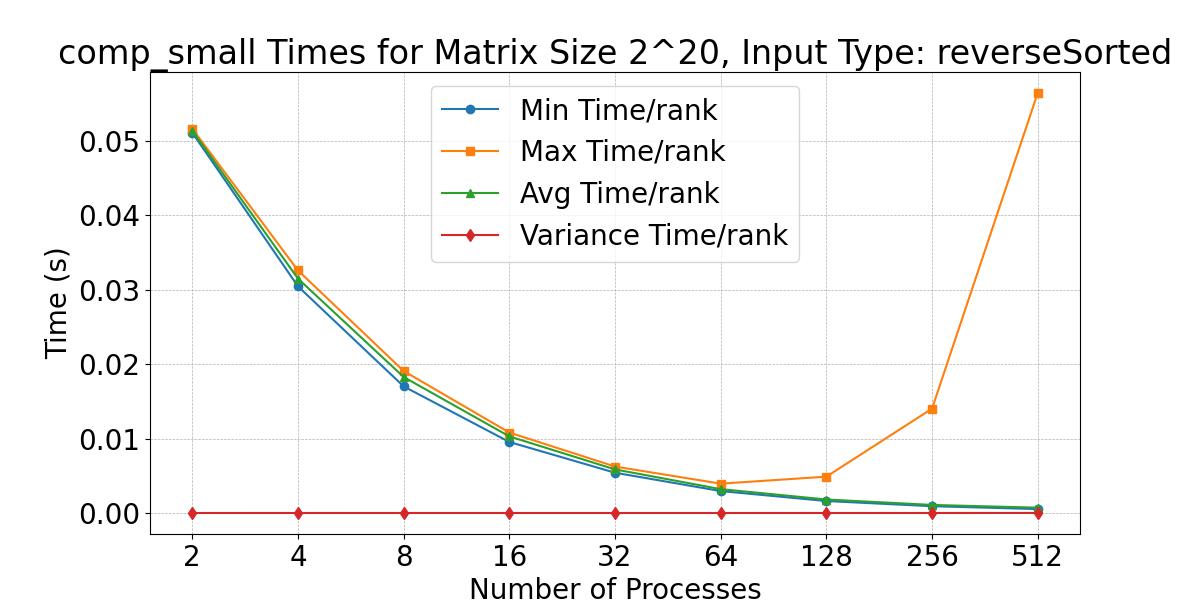 comp_small Times for Matrix Size 2^20, Input Type: reverseSorted
Min Time/rank
Max Time/rank
Avg Time/rank
Variance Time/rank
Time (s)
0.05
0.04
0.03
0.02
0.01
0.00
2 4 8 16 32 64 128 256 512
Number of Processes